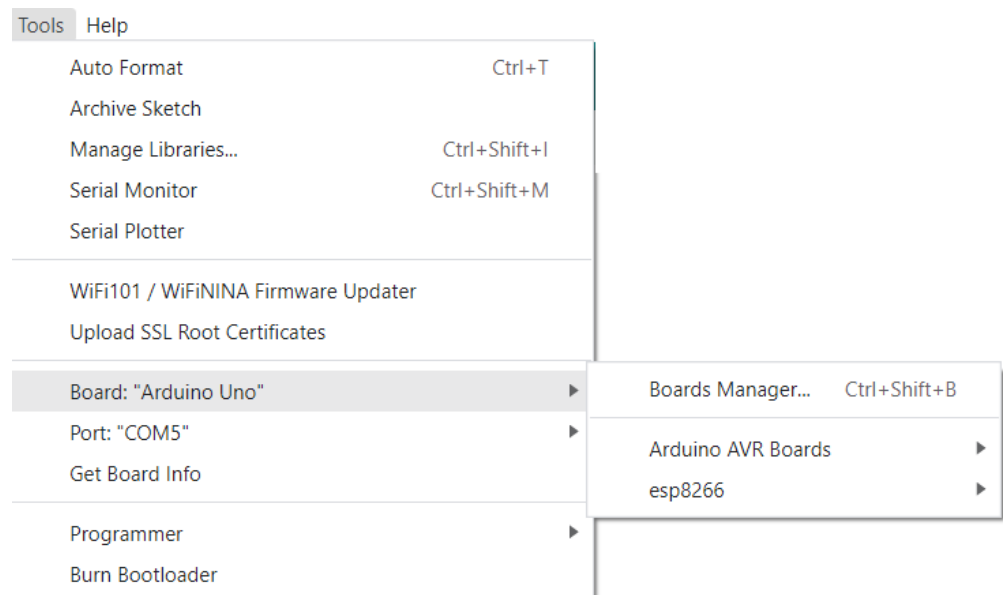 Tools Help
Auto Format Ctrl+T
Archive Sketch
Manage Libraries... Ctrl+Shift+I
Serial Monitor Ctrl+Shift+M
Serial Plotter
WiFi101 / WiFiNINA Firmware Updater
Upload SSL Root Certificates
Board: "Arduino Uno"
Port: "COM5"
Get Board Info
Programmer
Burn Bootloader
Boards Manager... Ctrl+Shift+B
Arduino AVR Boards
esp8266